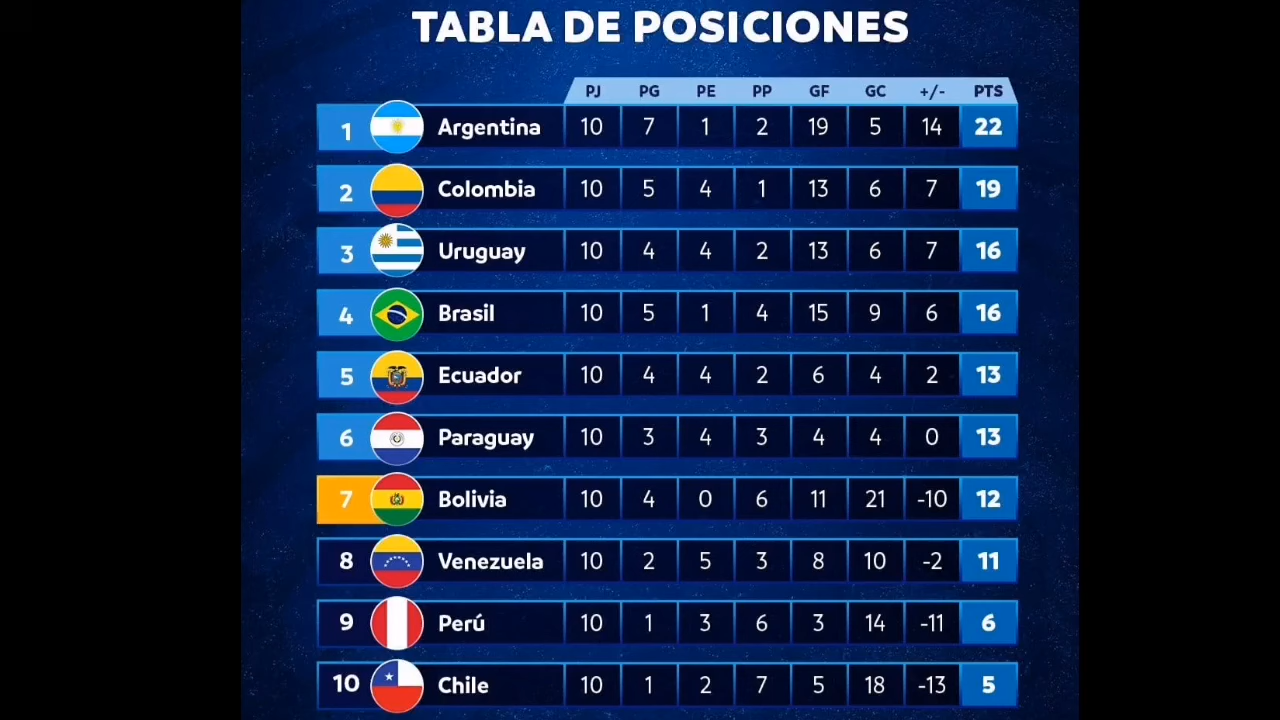 TABLA DE POSICIONES
PJ PG PE PP GF GC +/- PTS
1 Argentina 10 7 1 2 19 5 14 22
2 Colombia 10 5 4 1 13 6 7 19
3 Uruguay 10 4 4 2 13 6 7 16
4 Brasil 10 5 1 4 15 9 6 16
5 Ecuador 10 4 4 2 6 4 2 13
6 Paraguay 10 3 4 3 4 4 0 13
7 Bolivia 10 4 0 6 11 21 -10 12
8 Venezuela 10 2 5 3 8 10 -2 11
9 Perú 10 1 3 6 3 14 -11 6
10 Chile 10 1 2 7 5 18 -13 5